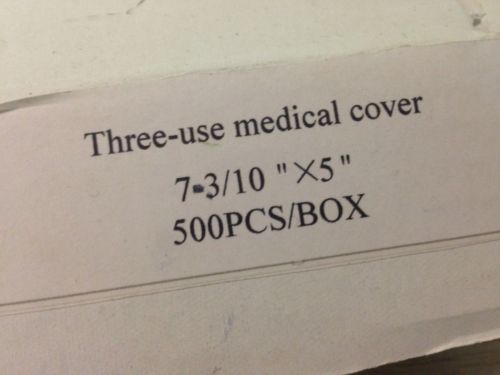 Three-use medical cover
7-3/10 "×5"
500PCS/BOX